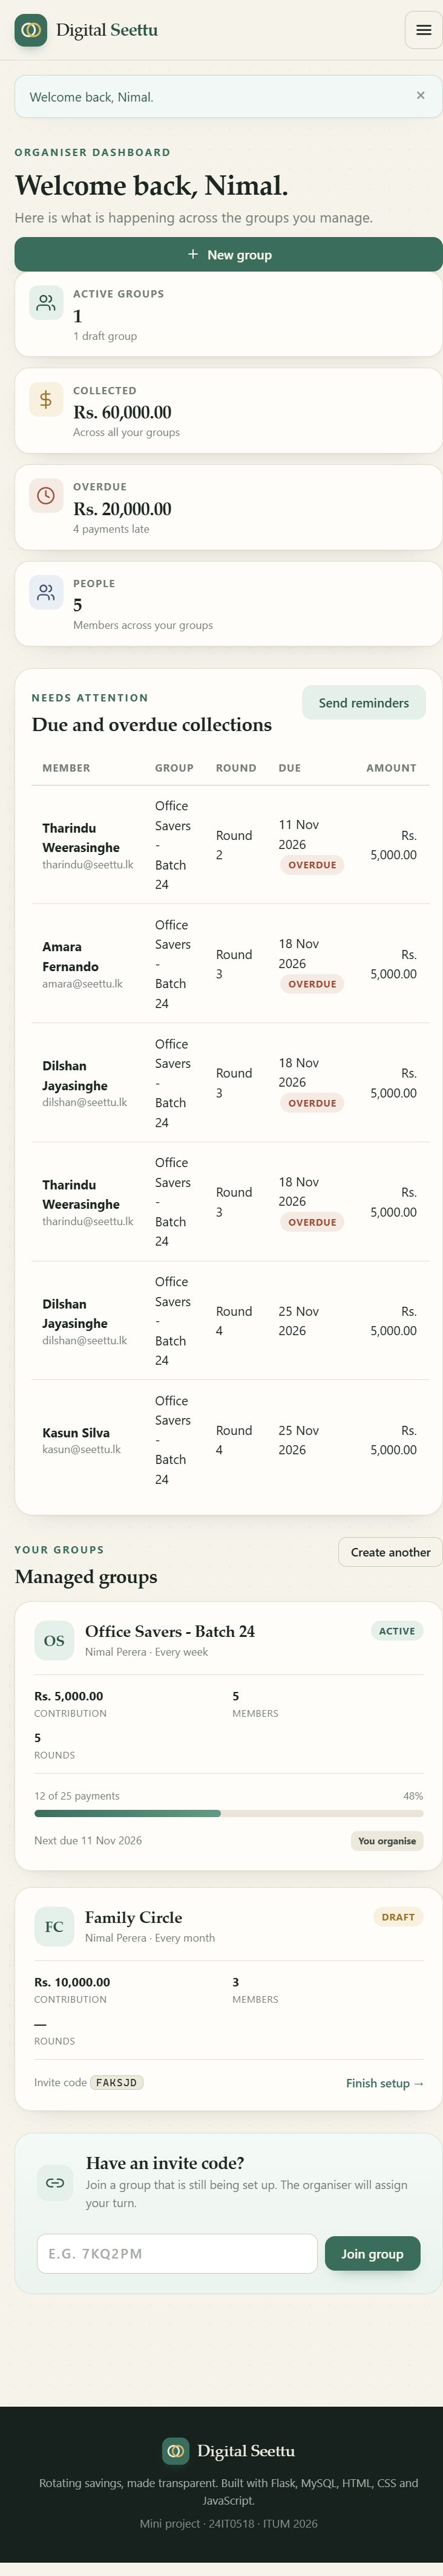 Digital Seettu
Welcome back, Nimal. ×
ORGANISER DASHBOARD
Welcome back, Nimal.
Here is what is happening across the groups you manage.
+ New group
ACTIVE GROUPS
1
1 draft group
COLLECTED
Rs. 60,000.00
Across all your groups
OVERDUE
Rs. 20,000.00
4 payments late
PEOPLE
5
Members across your groups
NEEDS ATTENTION
Due and overdue collections
Send reminders
MEMBER GROUP ROUND DUE AMOUNT
Tharindu Weerasinghe
tharindu@seettu.lk
Office Savers - Batch 24
Round 2
11 Nov 2026
OVERDUE
Rs. 5,000.00
Amara Fernando
amara@seettu.lk
Office Savers - Batch 24
Round 3
18 Nov 2026
OVERDUE
Rs. 5,000.00
Dilshan Jayasinghe
dilshan@seettu.lk
Office Savers - Batch 24
Round 3
18 Nov 2026
OVERDUE
Rs. 5,000.00
Tharindu Weerasinghe
tharindu@seettu.lk
Office Savers - Batch 24
Round 3
18 Nov 2026
OVERDUE
Rs. 5,000.00
Dilshan Jayasinghe
dilshan@seettu.lk
Office Savers - Batch 24
Round 4
25 Nov 2026
Rs. 5,000.00
Kasun Silva
kasun@seettu.lk
Office Savers - Batch 24
Round 4
25 Nov 2026
Rs. 5,000.00
YOUR GROUPS
Managed groups
Create another
OS
Office Savers - Batch 24
Nimal Perera · Every week
ACTIVE
Rs. 5,000.00
CONTRIBUTION
5
MEMBERS
5
ROUNDS
12 of 25 payments 48%
Next due 11 Nov 2026
You organise
FC
Family Circle
Nimal Perera · Every month
DRAFT
Rs. 10,000.00
CONTRIBUTION
3
MEMBERS
—
ROUNDS
Invite code FAKSJD
Finish setup →
Have an invite code?
Join a group that is still being set up. The organiser will assign
your turn.
E.G. 7KQ2PM
Join group
Digital Seettu
Rotating savings, made transparent. Built with Flask, MySQL, HTML, CSS and
JavaScript.
Mini project · 24IT0518 · ITUM 2026